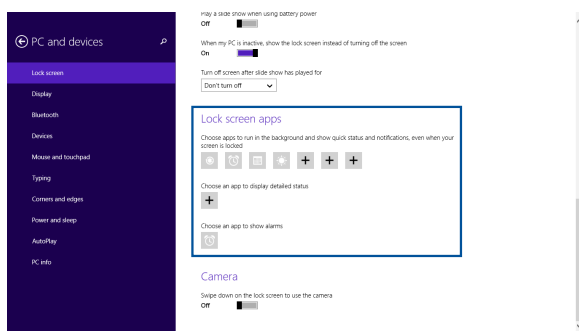 Play a slide show when using battery power
Off
PC and devices
When my PC is inactive, show the lock screen instead of turning off the screen
On
Lock screen
Turn off screen after slide show has played for
Don't turn off
Display
Bluetooth
Devices
Mouse and touchpad
Typing
Corners and edges
Power and sleep
AutoPlay
PC info
Lock screen apps
Choose apps to run in the background and show quick status and notifications, even when your
screen is locked
Choose an app to display detailed status
Choose an app to show alarms
Camera
Swipe down on the lock screen to use the camera
Off